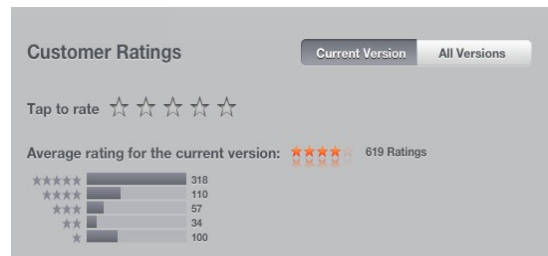 Customer Ratings Current Version All Versions
Tap to rate
Average rating for the current version: 619 Ratings
318
110
57
34
100